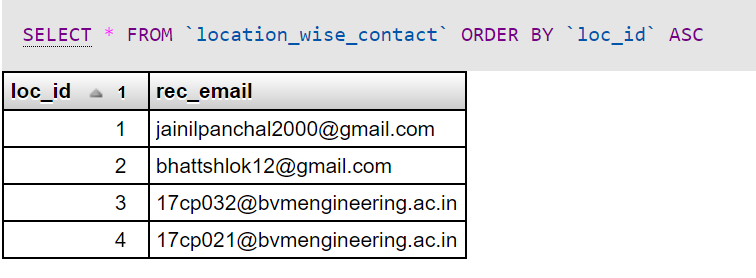 SELECT * FROM `location_wise_contact` ORDER BY `loc_id` ASC
loc_id 1 rec_email
1 jainilpanchal2000@gmail.com
2 bhattshlok12@gmail.com
3 17cp032@bvmengineering.ac.in
4 17cp021@bvmengineering.ac.in